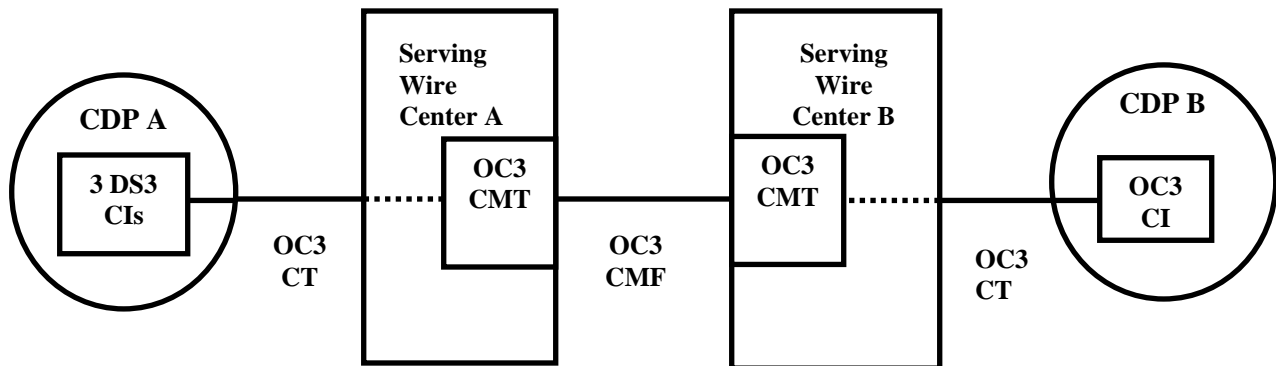 CDP A
3 DS3
CIs
OC3
CT
Serving
Wire
Center A
OC3
CMT
OC3
CMF
Serving
Wire
Center B
OC3
CMT
OC3
CT
CDP B
OC3
CI